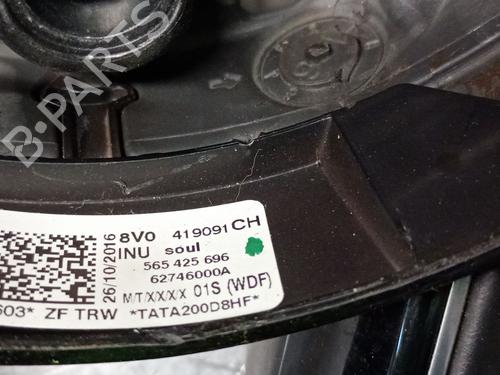 B-PARTS
26/10/2016
8V0 419091 CH
INU soul
565 425 696
62746000A
MTXXXX 01S (WDF)
603* ZF TRW *TATA200D8HF*